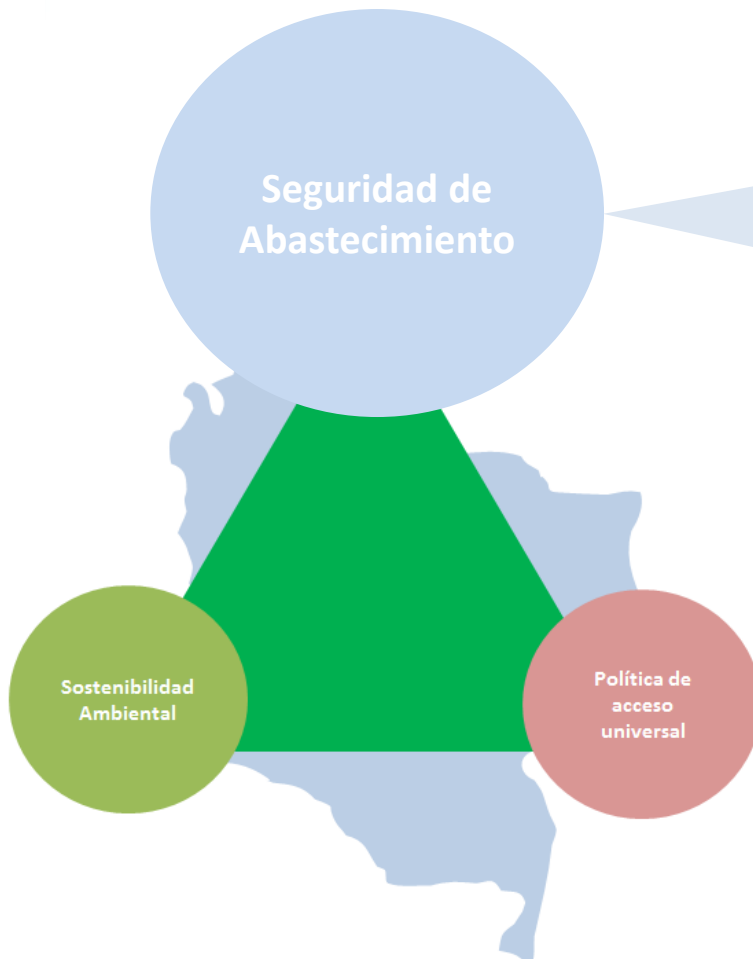 Seguridad de
Abastecimiento
Sostenibilidad
Ambiental
Política de
acceso
universal